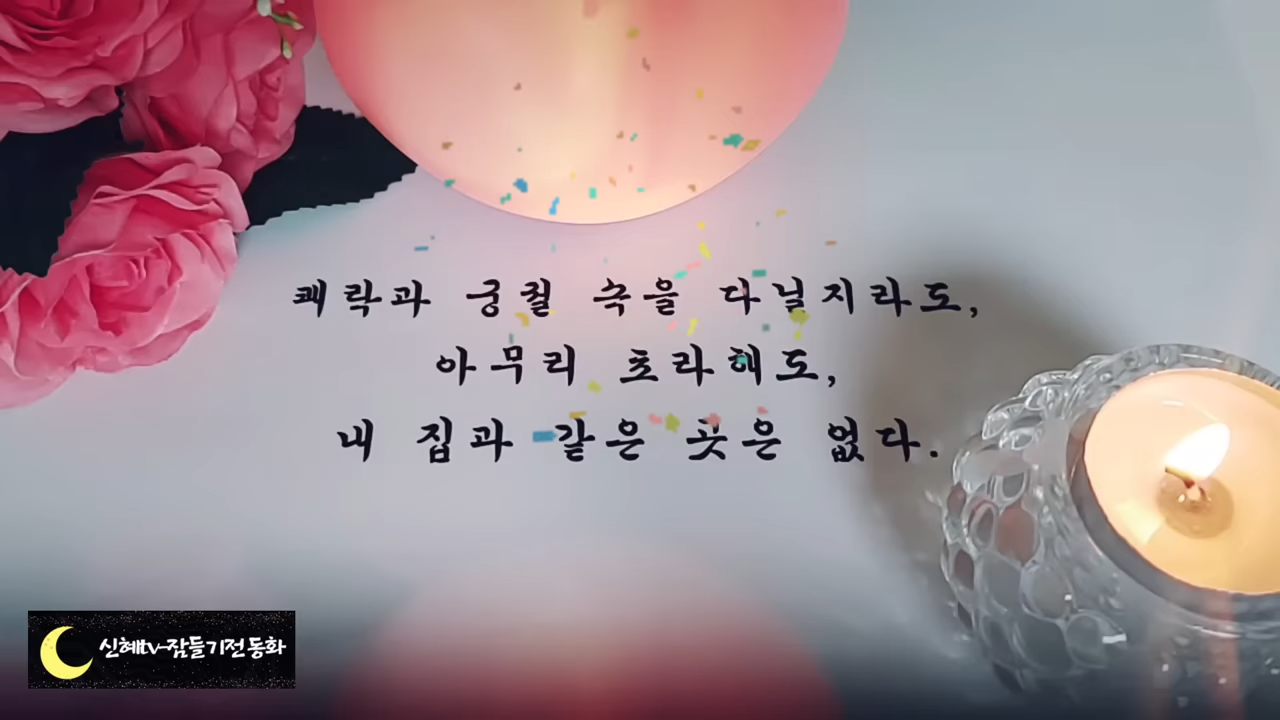 쾌락과 궁궐 속을 다닐지라도,
아무리 초라해도,
내 집과 같은 곳은 없다.
신혜tv-잠들기전동화